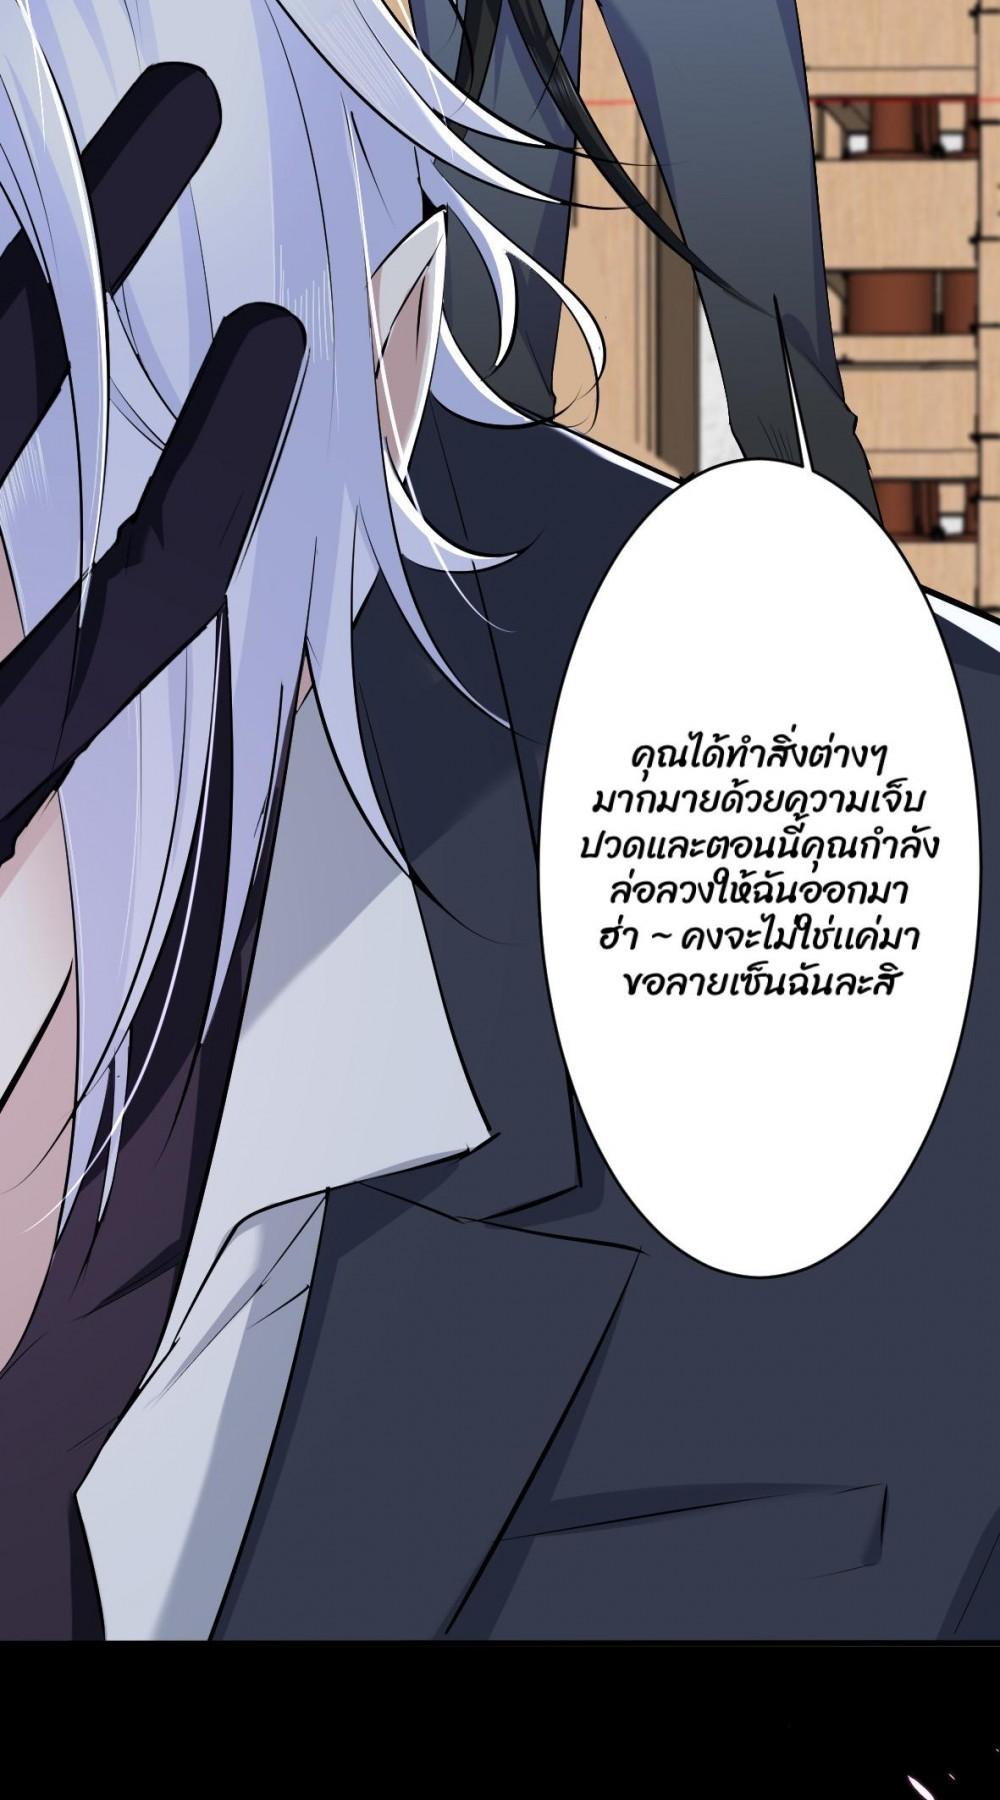 คุณได้ทำสิ่งต่างๆ
มากมายด้วยความเจ็บ
ปวดและตอนนี้คุณกำลัง
ล่อลวงให้ฉันออกมา
ฮ่า ~ คงจะไม่ใช่แค่มา
ขอลายเซ็นฉันละสิ